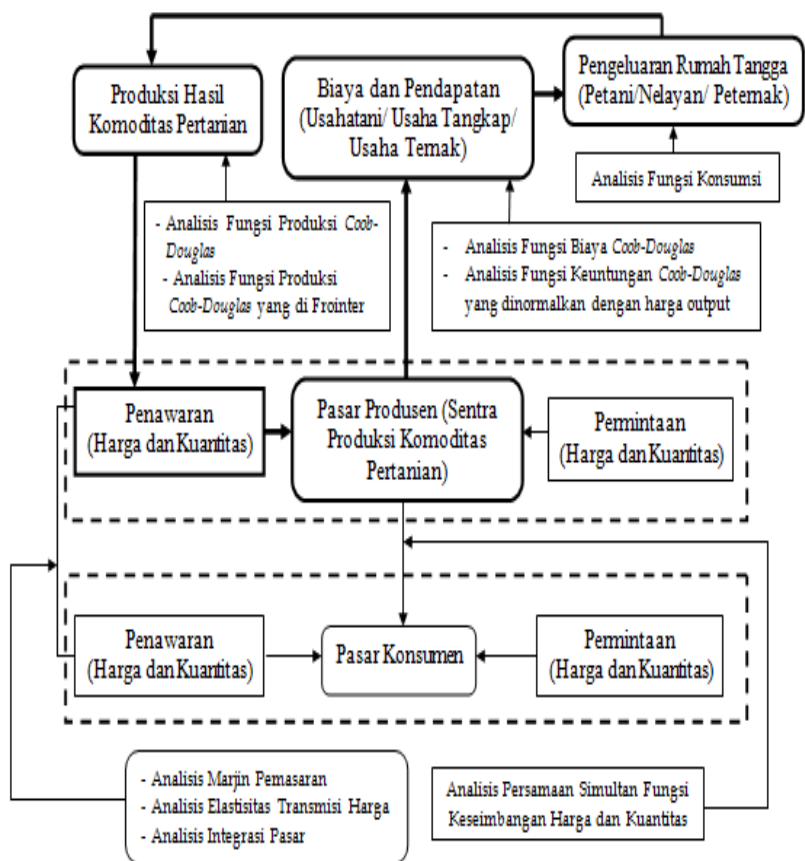 Produksi Hasil
Komoditas Pertanian
Biaya dan Pendapatan
(Usahatani/ Usaha Tangkap/
Usaha Ternak)
Pengeluaran Rumah Tangga
(Petani/Nelayan/ Peternak)
Analisis Fungsi Konsumsi
- Analisis Fungsi Produksi Coob-
Douglas
- Analisis Fungsi Produksi
Coob-Douglas yang di Frointer
- Analisis Fungsi Biaya Coob-Douglas
- Analisis Fungsi Keuntungan Coob-Douglas
yang dinormalkan dengan harga output
Penawaran
(Harga dan Kuantitas)
Pasar Produsen (Sentra
Produksi Komoditas
Pertanian)
Permintaan
(Harga dan Kuantitas)
Penawaran
(Harga dan Kuantitas)
Pasar Konsumen
Permintaan
(Harga dan Kuantitas)
- Analisis Marjin Pemasaran
- Analisis Elastisitas Transmisi Harga
- Analisis Integrasi Pasar
Analisis Persamaan Simultan Fungsi
Keseimbangan Harga dan Kuantitas